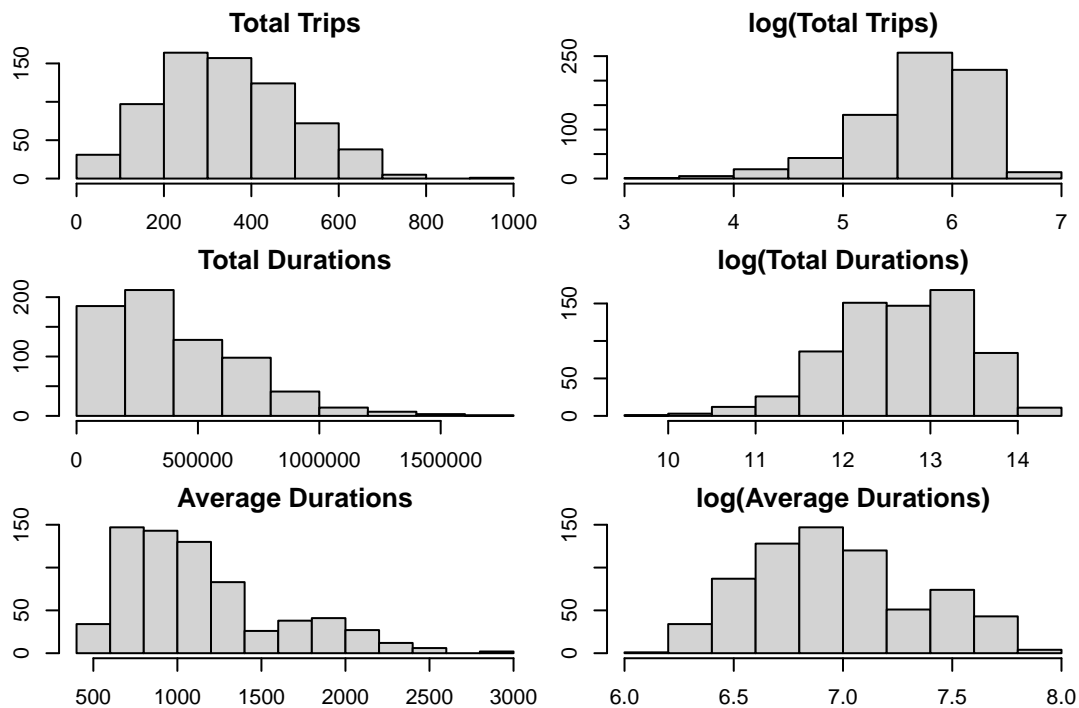 Total Trips
150
50
0
0 200 400 600 800 1000
log(Total Trips)
250
100
0
3 4 5 6 7
Total Durations
200
100
0
0 500000 1000000 1500000
log(Total Durations)
150
50
0
10 11 12 13 14
Average Durations
150
50
0
500 1000 1500 2000 2500 3000
log(Average Durations)
150
50
0
6.0 6.5 7.0 7.5 8.0